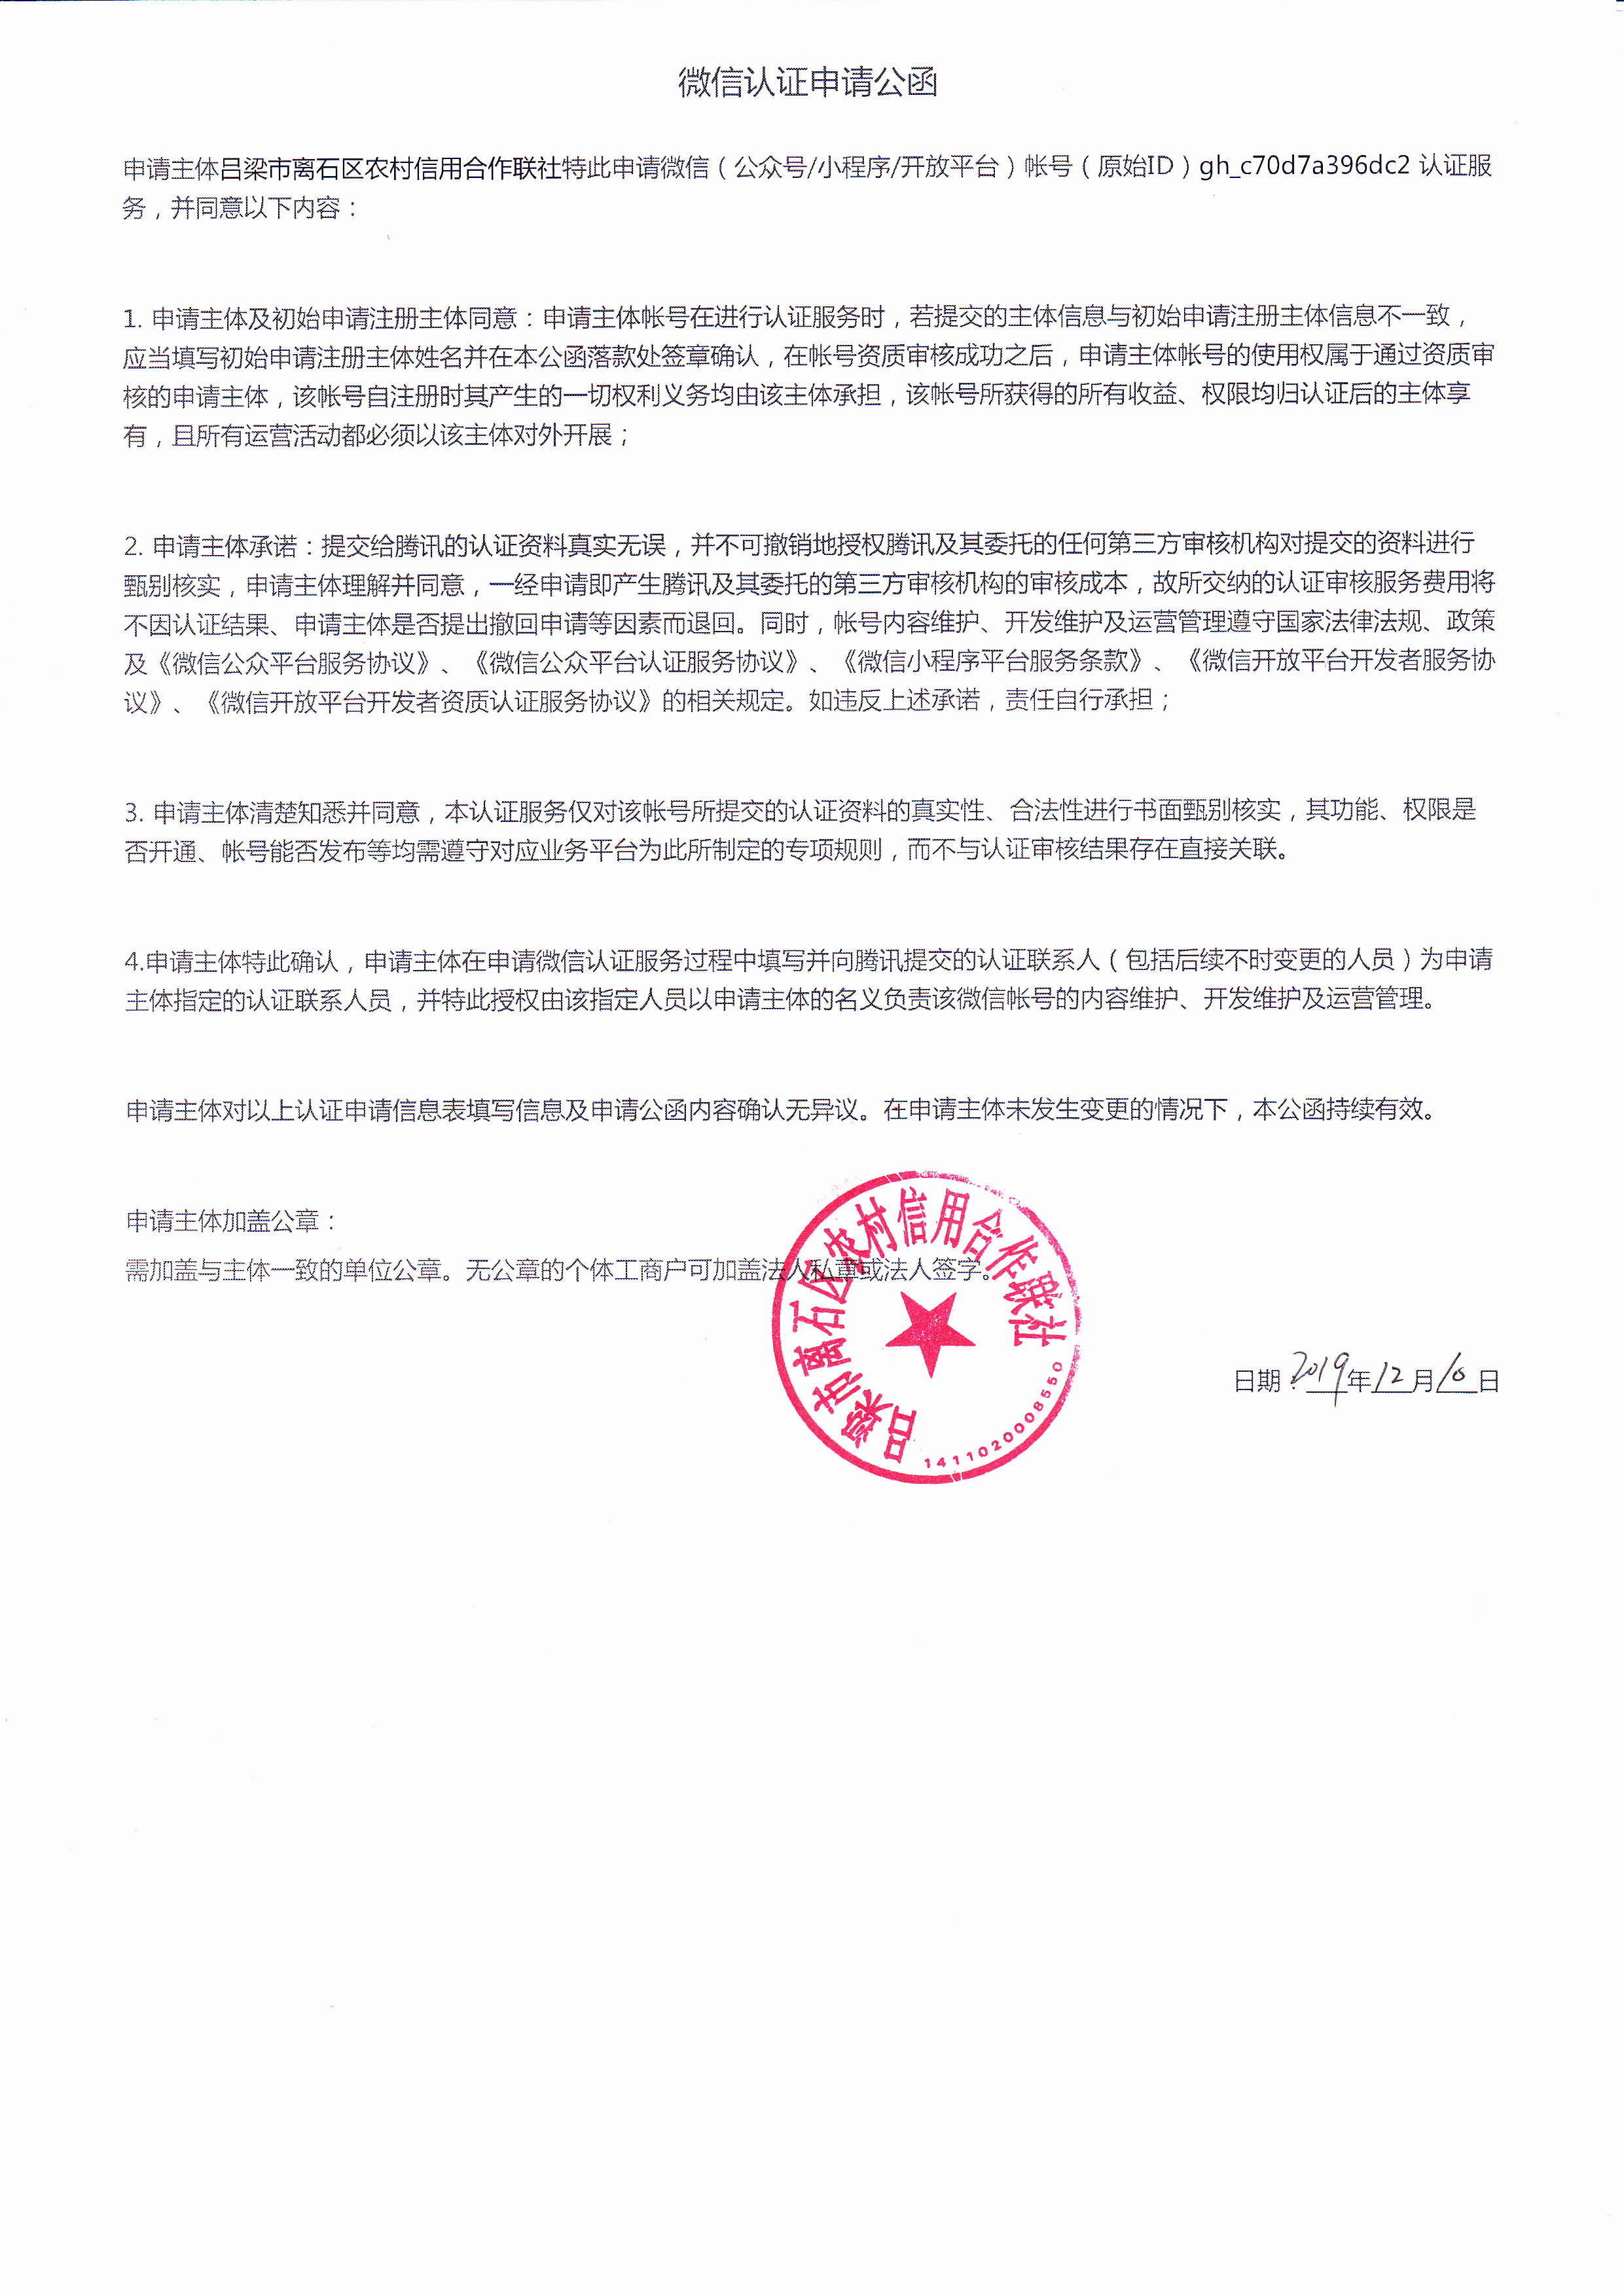 微信认证申请公函
申请主体吕梁市离石区农村信用合作联社特此申请微信（公众号/小程序/开放平台）帐号（原始ID）gh_c70d7a396dc2 认证服
务，并同意以下内容：
1. 申请主体及初始申请注册主体同意：申请主体帐号在进行认证服务时，若提交的主体信息与初始申请注册主体信息不一致，
应当填写初始申请注册主体姓名并在本公函落款处签章确认，在帐号资质审核成功之后，申请主体帐号的使用权属于通过资质审
核的申请主体，该帐号自注册时其产生的一切权利义务均由该主体承担，该帐号所获得的所有收益、权限均归认证后的主体享
有，且所有运营活动都必须以该主体对外开展；
2. 申请主体承诺：提交给腾讯的认证资料真实无误，并不可撤销地授权腾讯及其委托的任何第三方审核机构对提交的资料进行
甄别核实，申请主体理解并同意，一经申请即产生腾讯及其委托的第三方审核机构的审核成本，故所交纳的认证审核服务费用将
不因认证结果、申请主体是否提出撤回申请等因素而退回。同时，帐号内容维护、开发维护及运营管理遵守国家法律法规、政策
及《微信公众平台服务协议》、《微信公众平台认证服务协议》、《微信小程序平台服务条款》、《微信开放平台开发者服务协
议》、《微信开放平台开发者资质认证服务协议》的相关规定。如违反上述承诺，责任自行承担；
3. 申请主体清楚知悉并同意，本认证服务仅对该帐号所提交的认证资料的真实性、合法性进行书面甄别核实，其功能、权限是
否开通、帐号能否发布等均需遵守对应业务平台为此所制定的专项规则，而不与认证审核结果存在直接关联。
4.申请主体特此确认，申请主体在申请微信认证服务过程中填写并向腾讯提交的认证联系人（包括后续不时变更的人员）为申请
主体指定的认证联系人员，并特此授权由该指定人员以申请主体的名义负责该微信帐号的内容维护、开发维护及运营管理。
申请主体对以上认证申请信息表填写信息及申请公函内容确认无异议。在申请主体未发生变更的情况下，本公函持续有效。
申请主体加盖公章：
需加盖与主体一致的单位公章。无公章的个体工商户可加盖法人私章或法人签字。
吕梁市离石区农村信用合作联社
1411020008550
日期：2019年12月10日